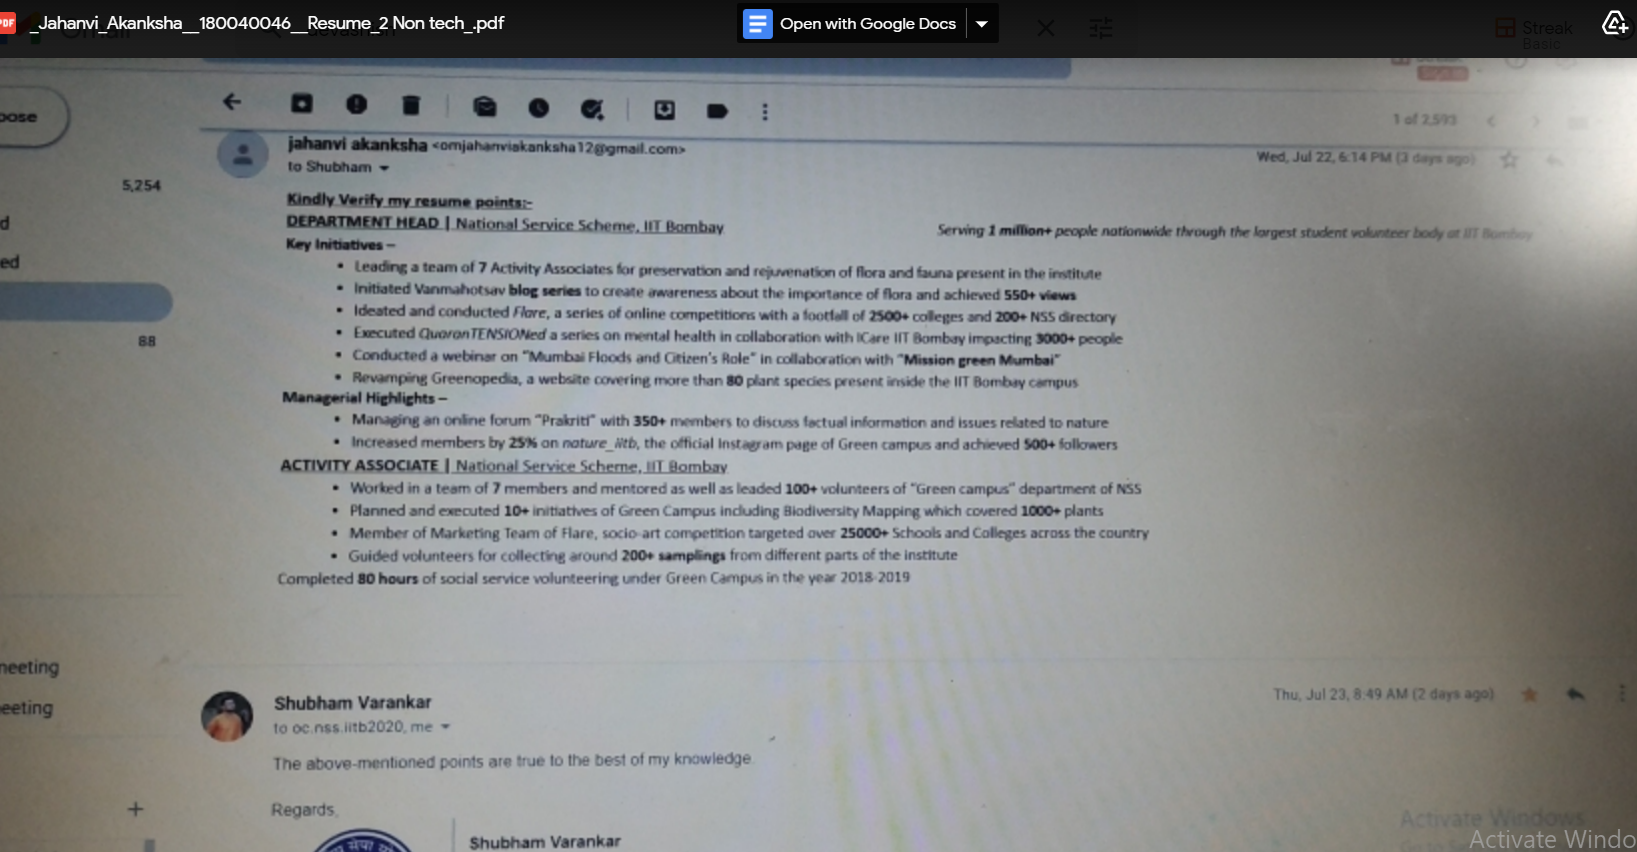 PDF _Jahanvi_Akanksha__180040046__Resume_2 Non tech_.pdf
Open with Google Docs
Streak
Basic
pose
1 of 2,593
jahanvi akanksha <omjahanviakanksha12@gmail.com>
Wed, Jul 22, 6:14 PM (3 days ago)
to Shubham
5,254
Kindly Verify my resume points:-
DEPARTMENT HEAD | National Service Scheme, IIT Bombay
Serving 1 million+ people nationwide through the largest student volunteer body at IIT Bombay
Key Initiatives –
• Leading a team of 7 Activity Associates for preservation and rejuvenation of flora and fauna present in the institute
• Initiated Vanmahotsav blog series to create awareness about the importance of flora and achieved 550+ views
• Ideated and conducted Flare, a series of online competitions with a footfall of 2500+ colleges and 200+ NSS directory
• Executed QuaranTENSIONed a series on mental health in collaboration with ICare IIT Bombay impacting 3000+ people
• Conducted a webinar on "Mumbai Floods and Citizen's Role" in collaboration with "Mission green Mumbai"
• Revamping Greenopedia, a website covering more than 80 plant species present inside the IIT Bombay campus
Managerial Highlights –
• Managing an online forum "Prakriti" with 350+ members to discuss factual information and issues related to nature
• Increased members by 25% on nature_iitb, the official Instagram page of Green campus and achieved 500+ followers
ACTIVITY ASSOCIATE | National Service Scheme, IIT Bombay
• Worked in a team of 7 members and mentored as well as leaded 100+ volunteers of "Green campus" department of NSS
• Planned and executed 10+ initiatives of Green Campus including Biodiversity Mapping which covered 1000+ plants
• Member of Marketing Team of Flare, socio-art competition targeted over 25000+ Schools and Colleges across the country
• Guided volunteers for collecting around 200+ samplings from different parts of the Institute
Completed 80 hours of social service volunteering under Green Campus in the year 2018-2019
d
ed
88
meeting
eeting
Shubham Varankar
Thu, Jul 23, 8:49 AM (2 days ago)
to oc.nss.iitb2020, me
The above-mentioned points are true to the best of my knowledge.
Regards,
Shubham Varankar
सेवा
Activate Windows
Activate Windo